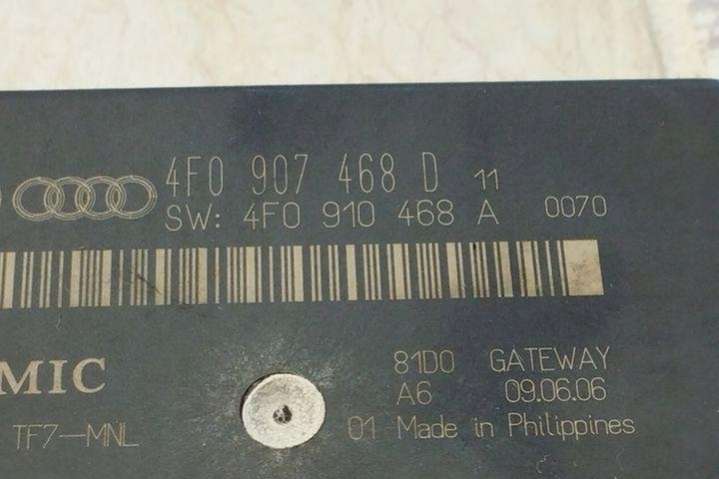 4F0 907 468 D 11
SW: 4F0 910 468 A 0070
MIC
81D0 GATEWAY
A6 09.06.06
TF7-MNL
01 Made in Philippines